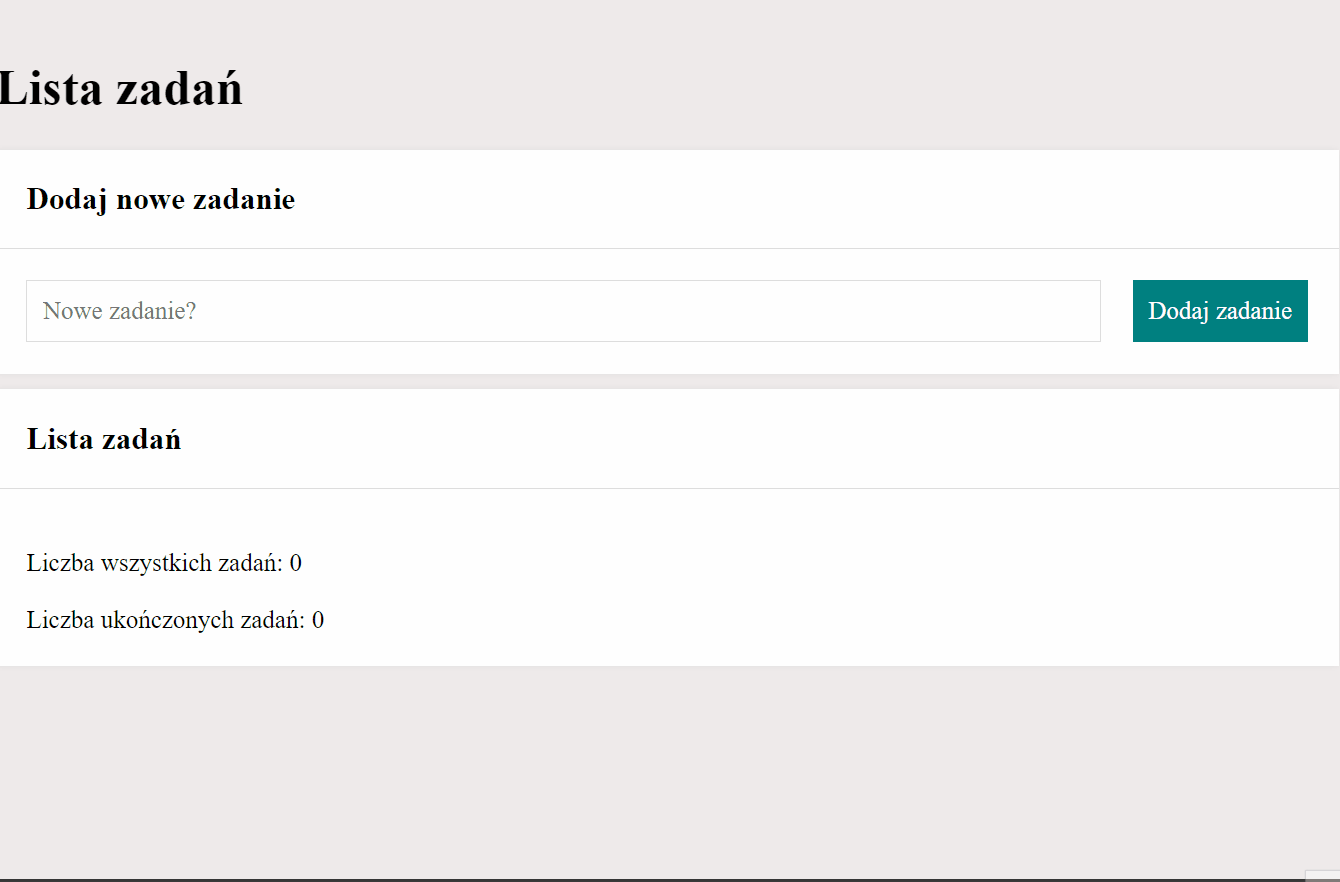 Lista zadań
Dodaj nowe zadanie
Nowe zadanie?
Dodaj zadanie
Lista zadań
Liczba wszystkich zadań: 0
Liczba ukończonych zadań: 0